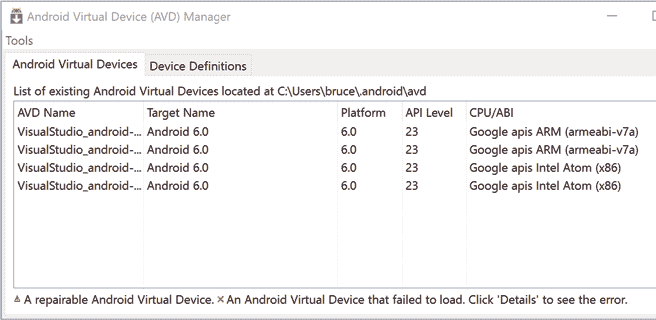 Android Virtual Device (AVD) Manager
Tools
Android Virtual Devices Device Definitions
List of existing Android Virtual Devices located at C:\Users\bruce\.android\avd
AVD Name Target Name Platform API Level CPU/ABI
VisualStudio_android-... Android 6.0 6.0 23 Google apis ARM (armeabi-v7a)
VisualStudio_android-... Android 6.0 6.0 23 Google apis ARM (armeabi-v7a)
VisualStudio_android-... Android 6.0 6.0 23 Google apis Intel Atom (x86)
VisualStudio_android-... Android 6.0 6.0 23 Google apis Intel Atom (x86)
A repairable Android Virtual Device. × An Android Virtual Device that failed to load. Click 'Details' to see the error.